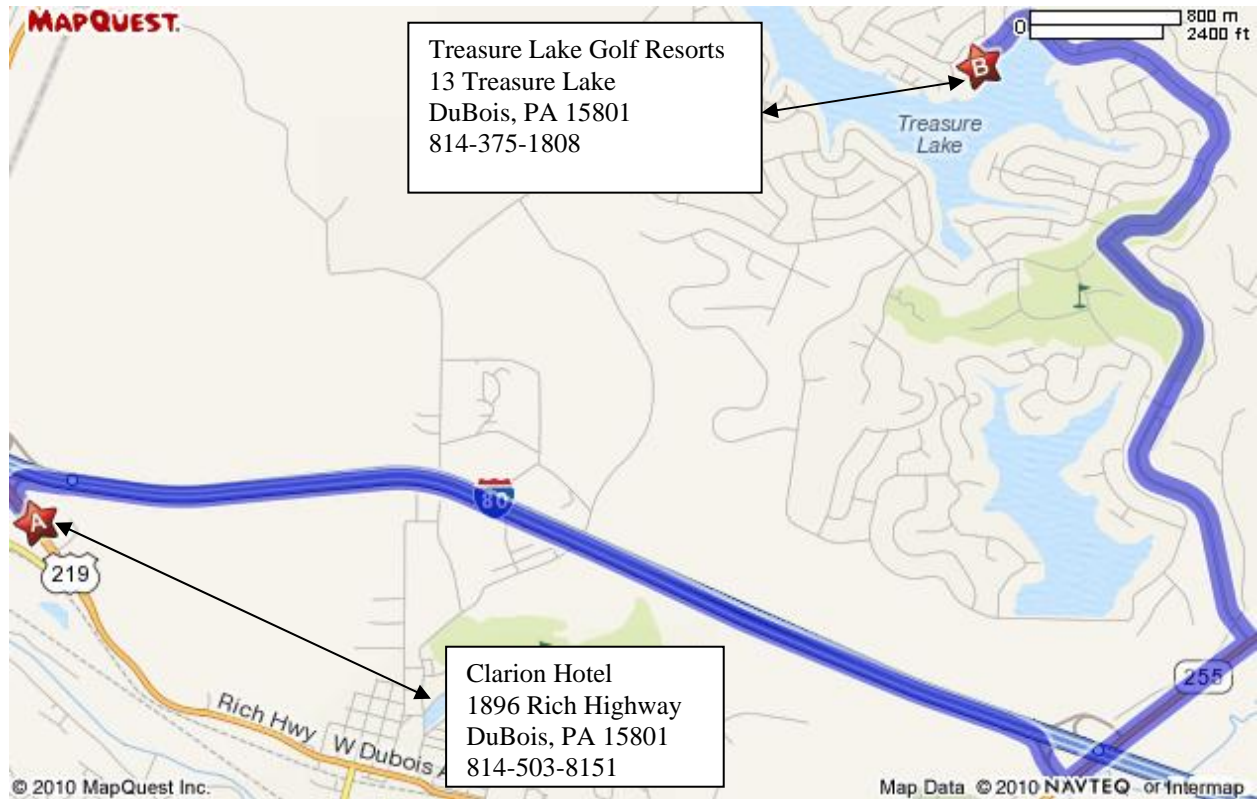 MAPQUEST.
Treasure Lake Golf Resorts
13 Treasure Lake
DuBois, PA 15801
814-375-1808
B
0
800 m
2400 ft
Treasure
Lake
80
A
219
255
Rich Hwy
W Dubois A
Clarion Hotel
1896 Rich Highway
DuBois, PA 15801
814-503-8151
© 2010 MapQuest Inc.
Map Data © 2010 NAVTEQ or Intermap